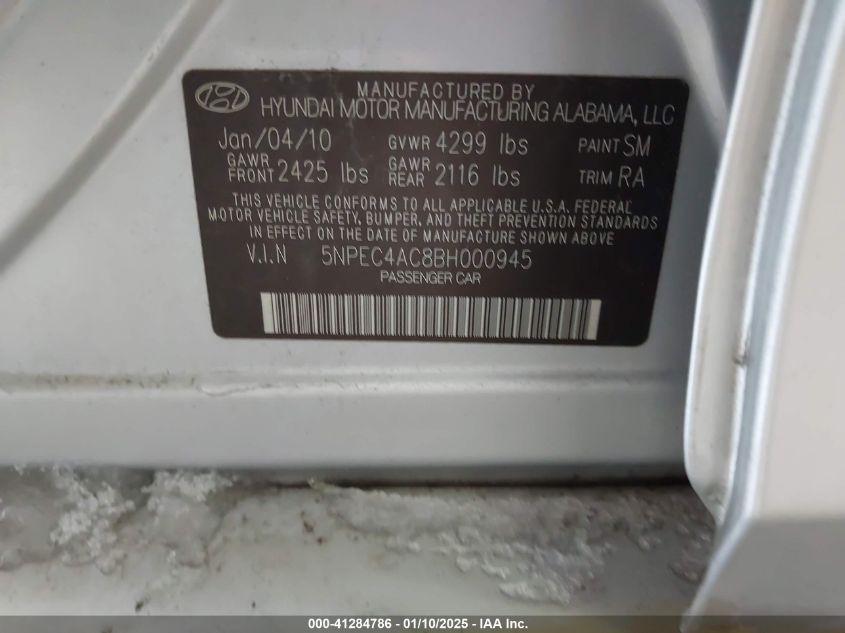 MANUFACTURED BY
HYUNDAI MOTOR MANUFACTURING ALABAMA, LLC
Jan/04/10 GVWR 4299 lbs PAINT SM
GAWR FRONT 2425 lbs GAWR REAR 2116 lbs TRIM RA
THIS VEHICLE CONFORMS TO ALL APPLICABLE U.S.A. FEDERAL
MOTOR VEHICLE SAFETY, BUMPER, AND THEFT PREVENTION STANDARDS
IN EFFECT ON THE DATE OF MANUFACTURE SHOWN ABOVE
V.I.N 5NPEC4AC8BH000945
PASSENGER CAR
000-41284786 - 01/10/2025 - IAA Inc.